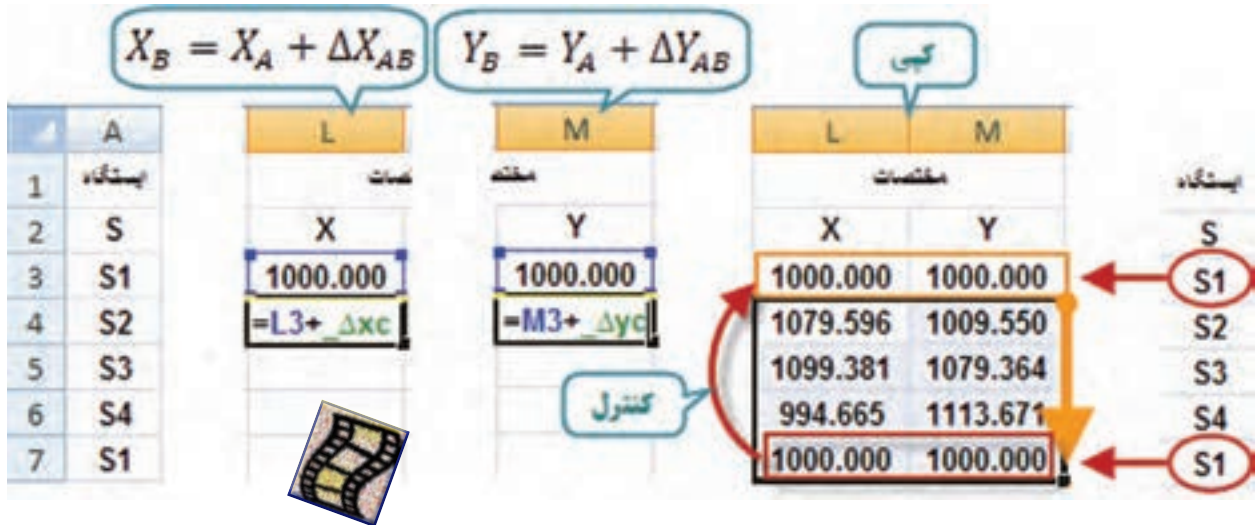 X_B = X_A + ΔX_AB Y_B = Y_A + ΔY_AB کپی
A L M L M
1 ایستگاه تصات مختص مختصات ایستگاه
2 S X Y X Y S
3 S1 1000.000 1000.000 1000.000 1000.000 S1
4 S2 =L3+_Δxc =M3+_Δyc 1079.596 1009.550 S2
5 S3 1099.381 1079.364 S3
6 S4 کنترل 994.665 1113.671 S4
7 S1 1000.000 1000.000 S1